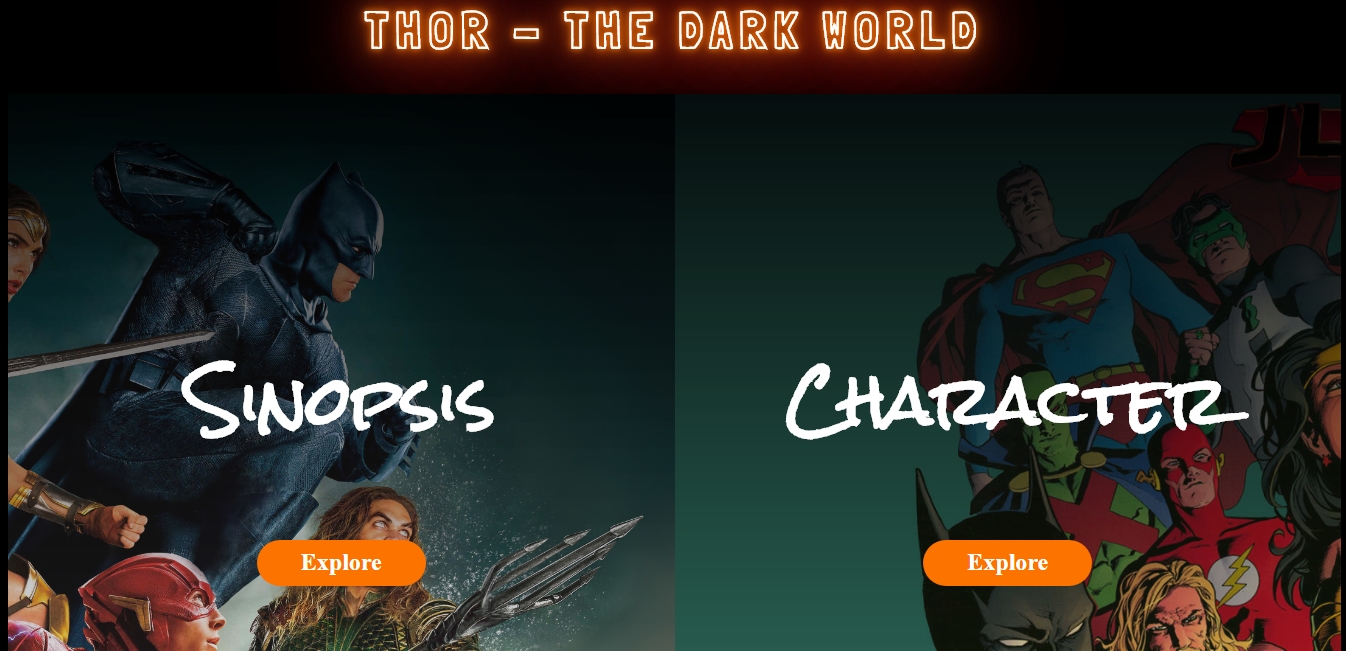 THOR – THE DARK WORLD
SINOPSIS
CHARACTER
Explore
Explore